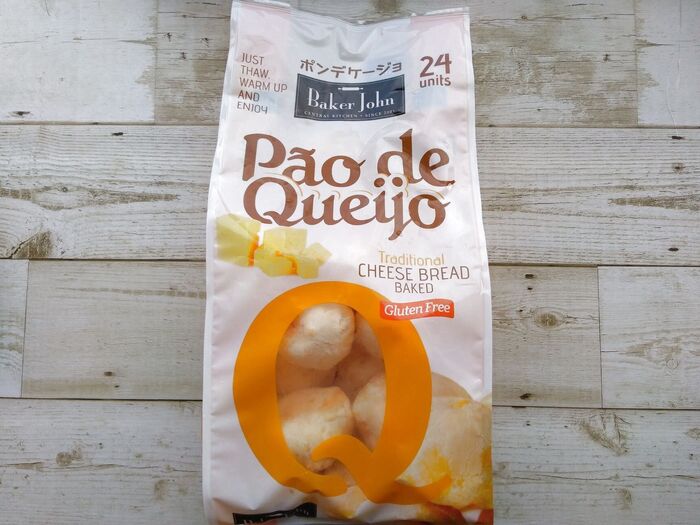 JUST
THAW,
WARM UP
AND
ENJOY
ポンデケージョ
Baker John
CENTRAL KITCHEN • SINCE
24
units
Pão de
Queijo
Traditional
CHEESE BREAD
BAKED
Gluten Free
Q